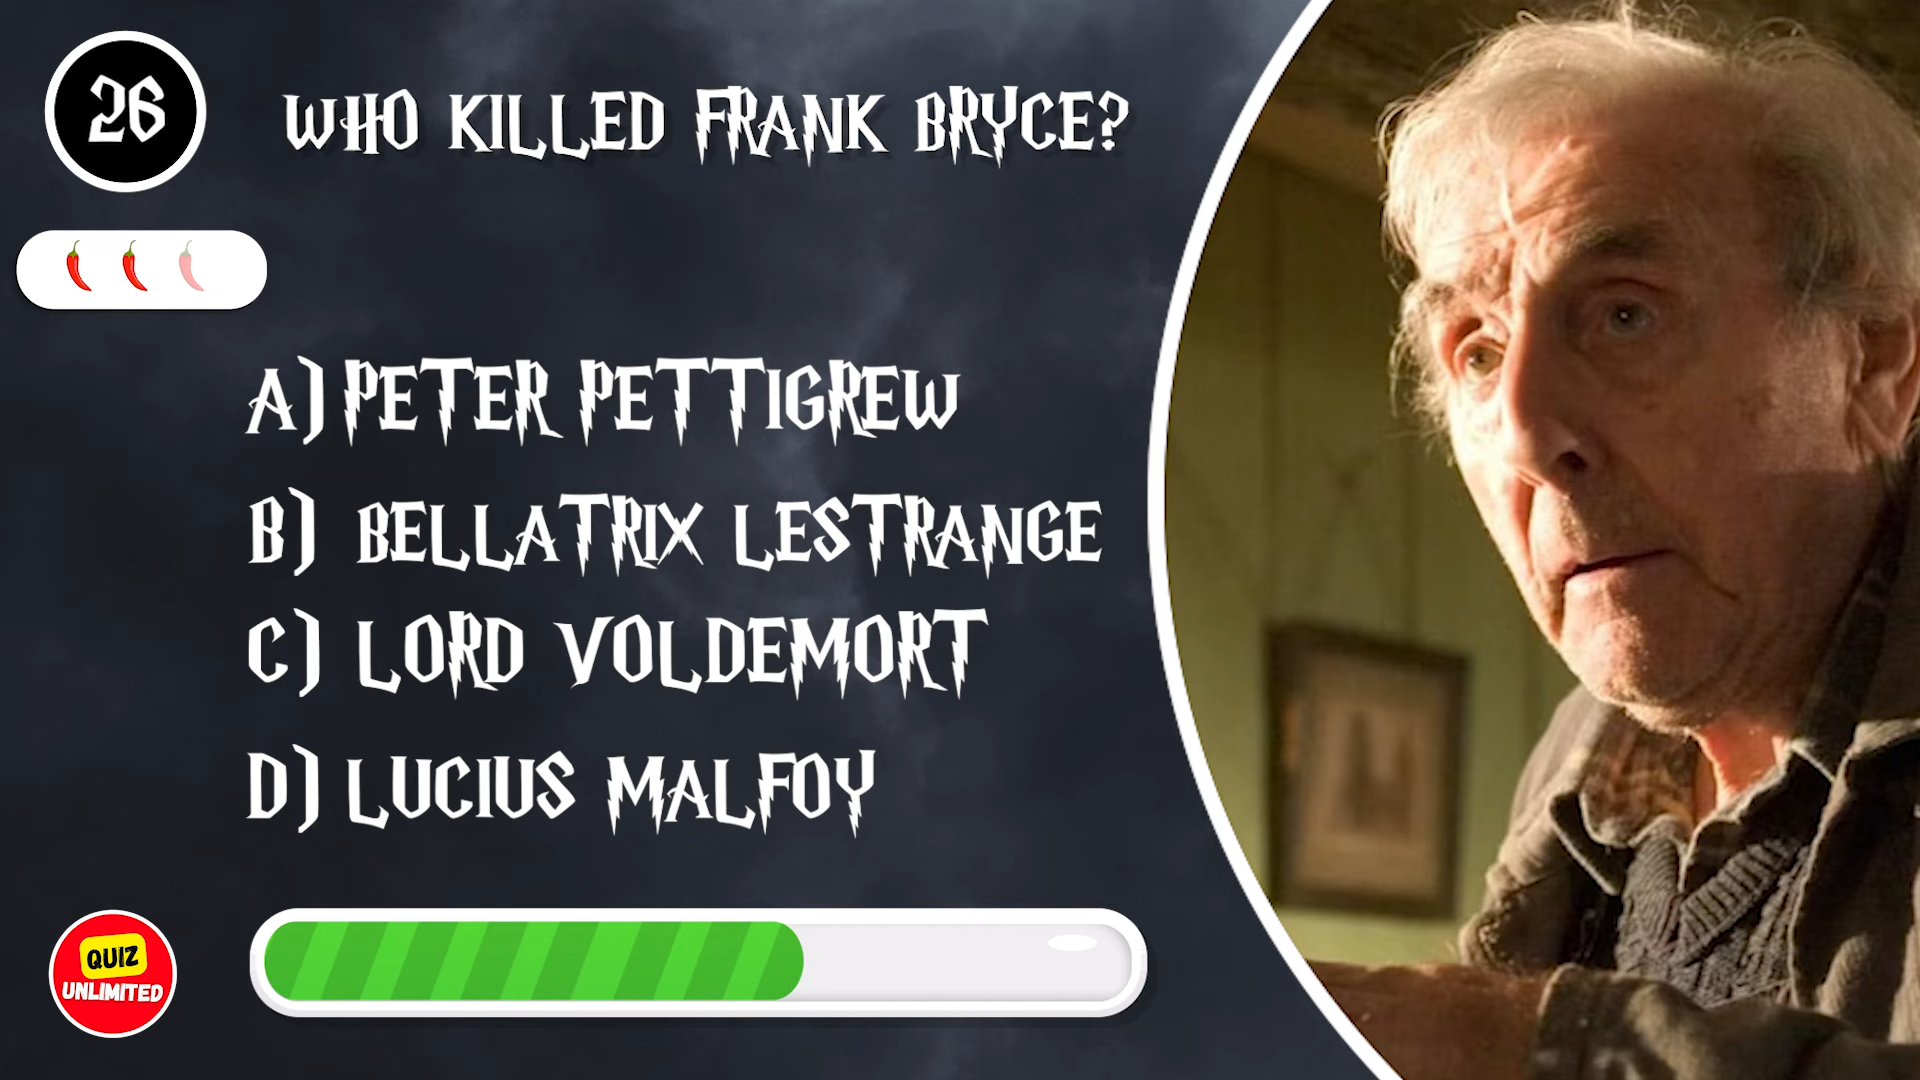 26
WHO KILLED FRANK BRYCE?
A) PETER PETTIGREW
B) BELLATRIX LESTRANGE
C) LORD VOLDEMORT
D) LUCIUS MALFOY
QUIZ
UNLIMITED